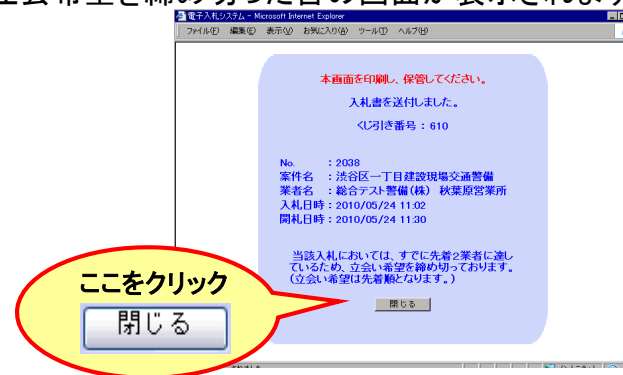 立会希望を締め切った旨の画面が表示されます
電子入札システム - Microsoft Internet Explorer
ファイル(F) 編集(E) 表示(V) お気に入り(A) ツール(T) ヘルプ(H)
本画面を印刷し、保管してください。
入札書を送付しました。
くじ引き番号：610
No. ：2038
案件名 ：渋谷区一丁目建設現場交通警備
業者名 ：総合テスト警備(株) 秋葉原営業所
入札日時：2010/05/24 11:02
開札日時：2010/05/24 11:30
当該入札においては、すでに先着2業者に達し
ているため、立会い希望を締め切っております。
(立会い希望は先着順となります。)
閉じる
ここをクリック
閉じる